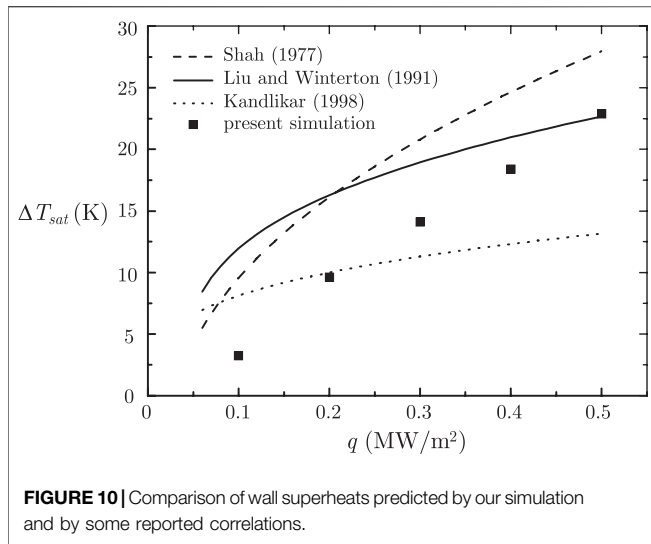 30
25
20
15
10
5
0
ΔT_sat (K)
Shah (1977)
Liu and Winterton (1991)
Kandlikar (1998)
present simulation
0 0.1 0.2 0.3 0.4 0.5
q (MW/m²)
FIGURE 10 | Comparison of wall superheats predicted by our simulation
and by some reported correlations.